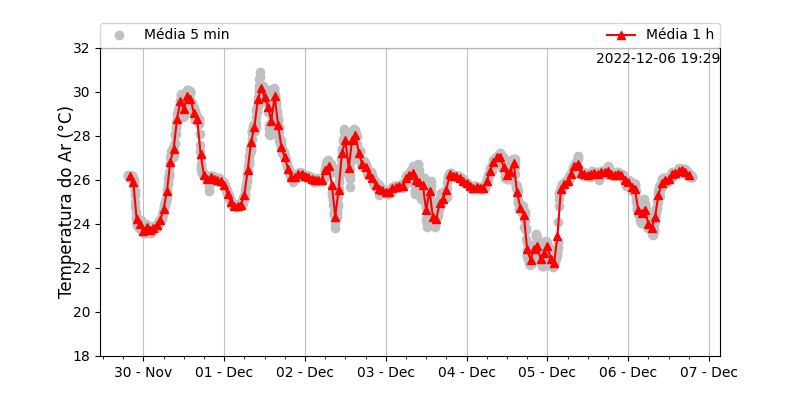 Média 5 min
Média 1 h
2022-12-06 19:29
Temperatura do Ar (°C)
32
30
28
26
24
22
20
18
30 - Nov
01 - Dec
02 - Dec
03 - Dec
04 - Dec
05 - Dec
06 - Dec
07 - Dec